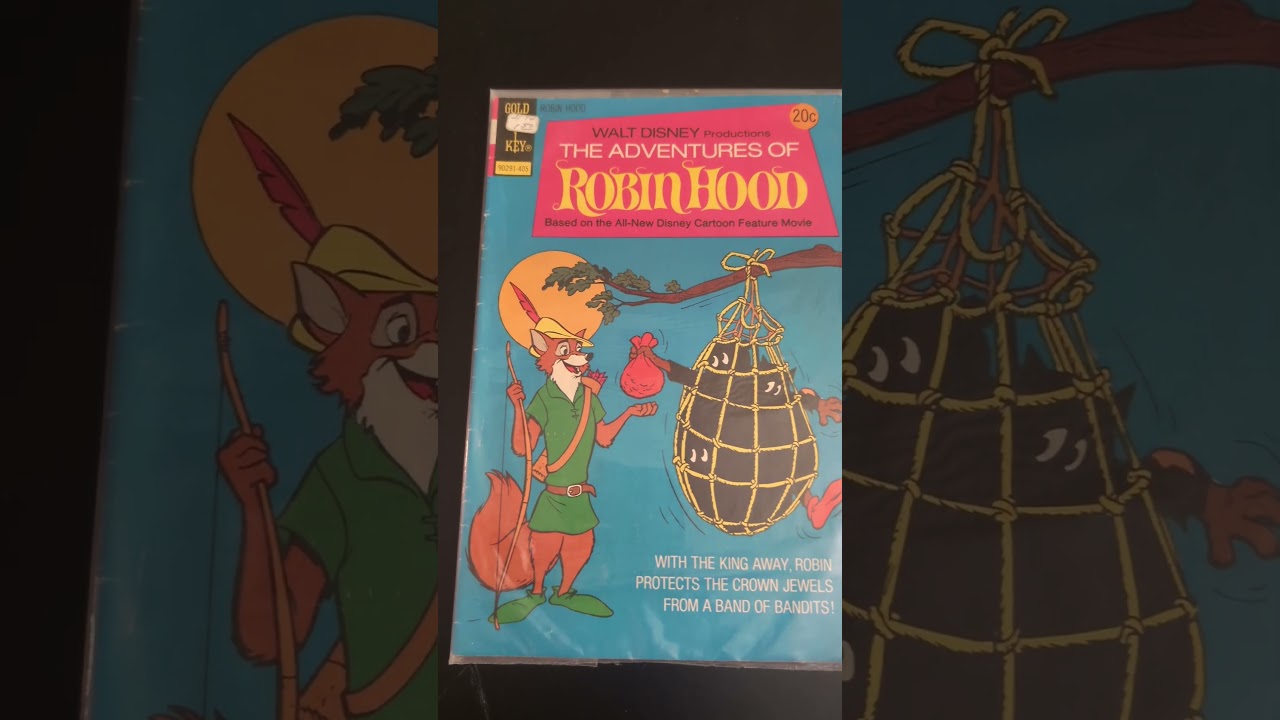 GOLD
KEY®
90291-405
ROBIN HOOD
20¢
WALT DISNEY Productions
THE ADVENTURES OF
ROBIN HOOD
Based on the All-New Disney Cartoon Feature Movie
WITH THE KING AWAY, ROBIN
PROTECTS THE CROWN JEWELS
FROM A BAND OF BANDITS!